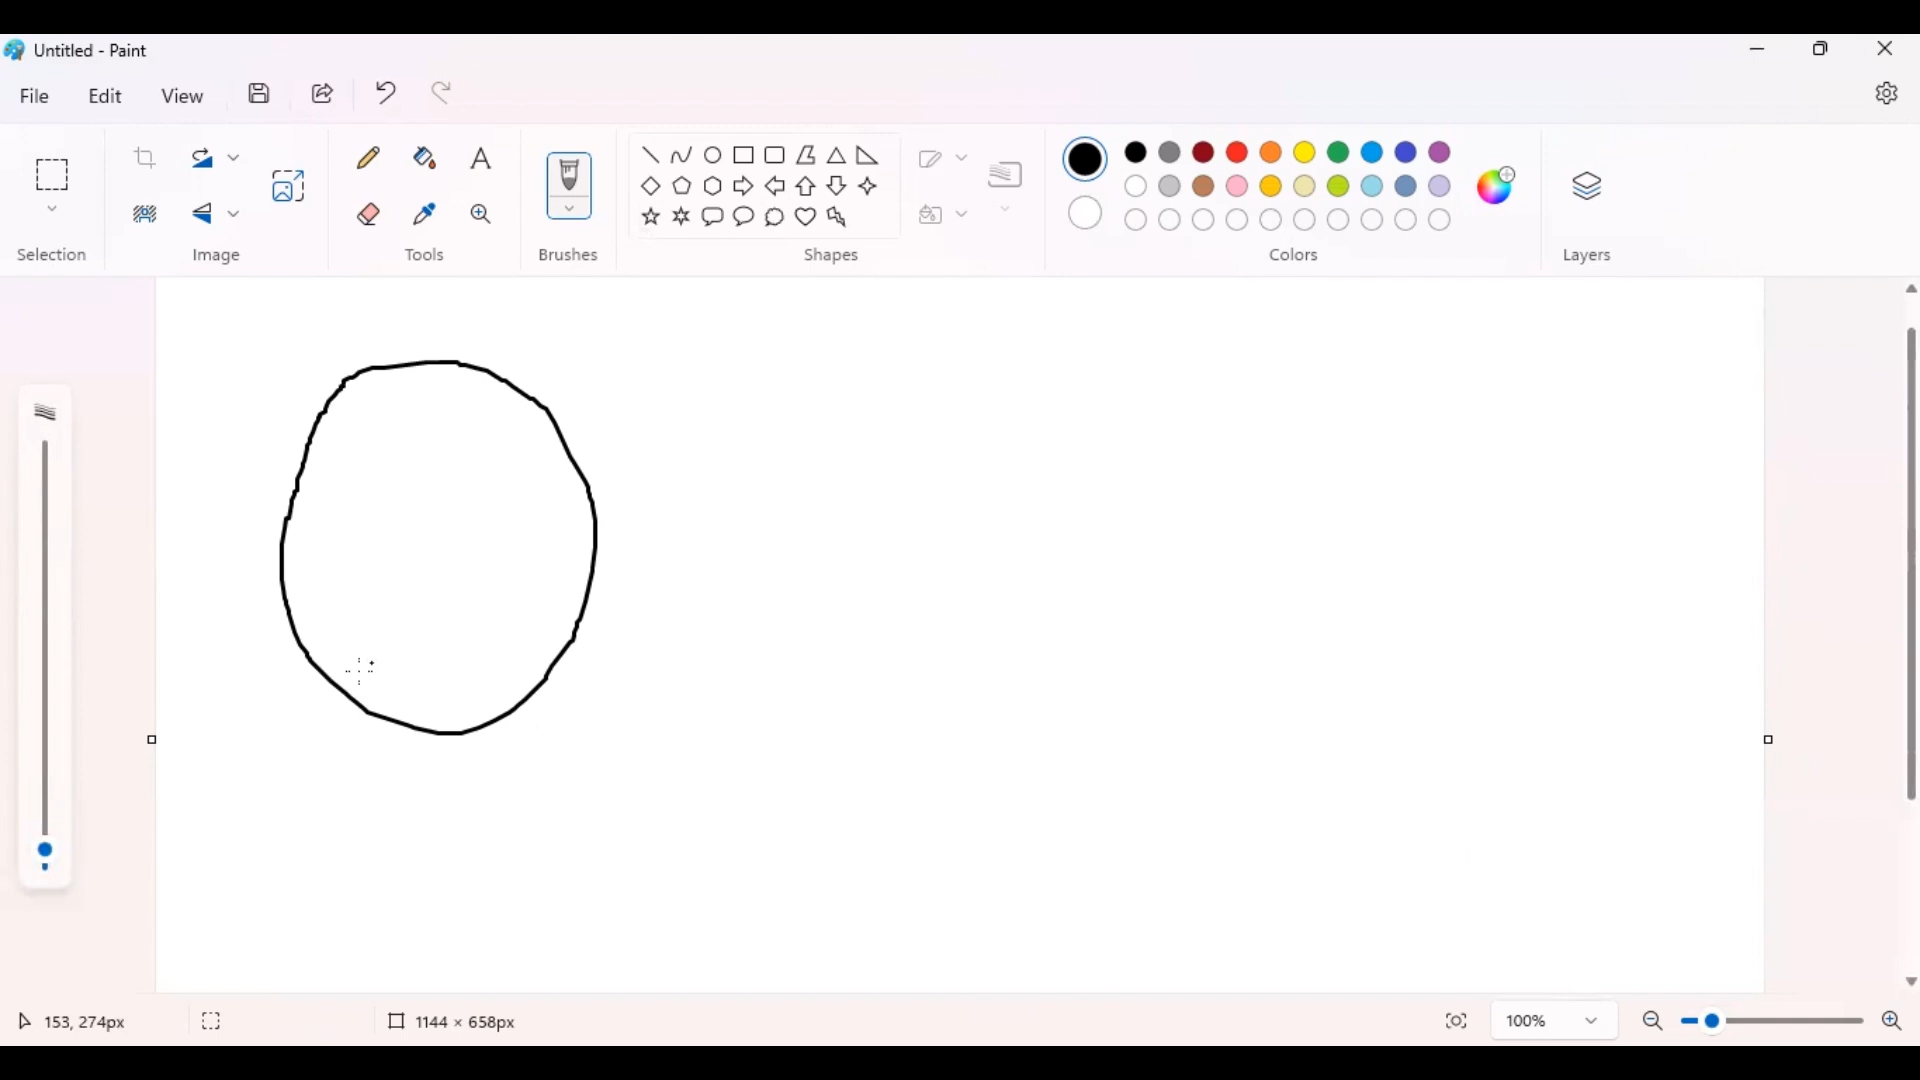 Untitled - Paint
File Edit View
Selection Image Tools Brushes Shapes Colors Layers
153, 274px 1144 × 658px 100%